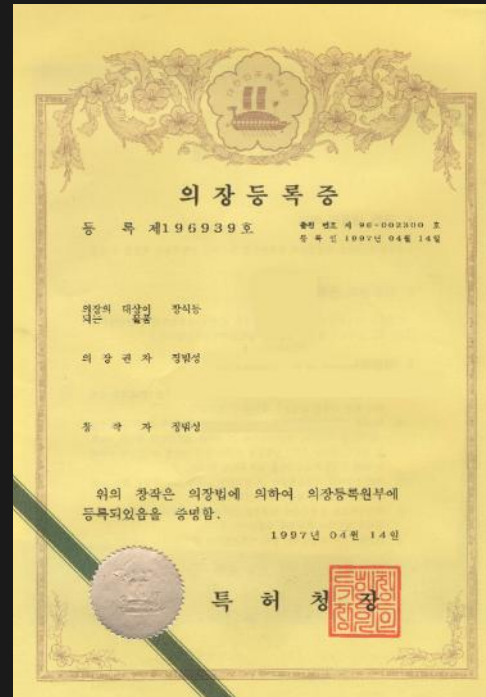 의장등록증
등 록 제196939호
출원 번호 제 96-002300 호
등 록 일 1997년 04월 14일
의장의 대상이 장식등
되는 물품
의 장 권 자 정범성
창 작 자 정범성
위의 창작은 의장법에 의하여 의장등록원부에
등록되었음을 증명함.
1997년 04월 14일
특 허 청 장